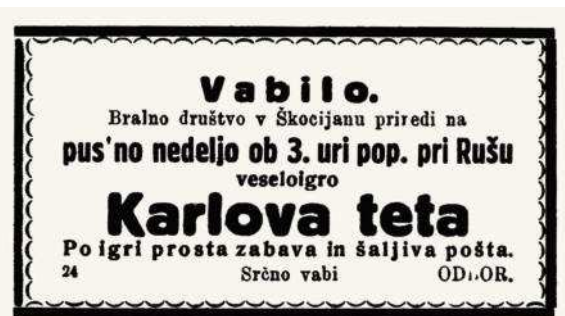 Vabilo.
Bralno društvo v Škocijanu priredi na
pus'no nedeljo ob 3. uri pop. pri Rušu
veseloigro
Karlova teta
Po igri prosta zabava in šaljiva pošta.
24 Srčno vabi ODBOR.